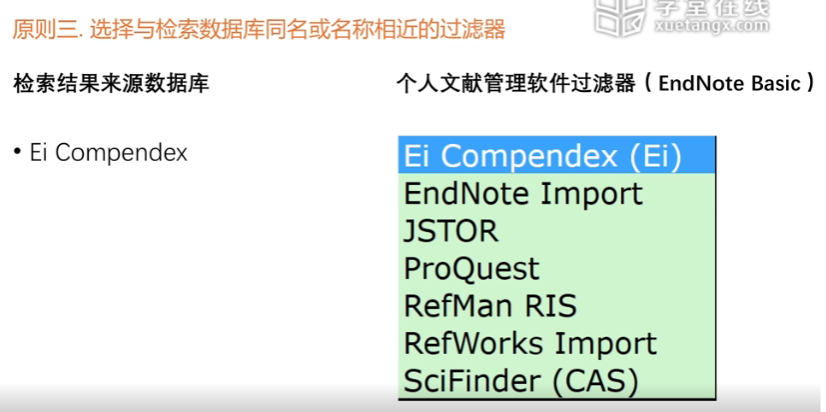 学堂在线
xuetangx.com
原则三. 选择与检索数据库同名或名称相近的过滤器
检索结果来源数据库
个人文献管理软件过滤器（EndNote Basic）
• Ei Compendex
Ei Compendex (Ei)
EndNote Import
JSTOR
ProQuest
RefMan RIS
RefWorks Import
SciFinder (CAS)